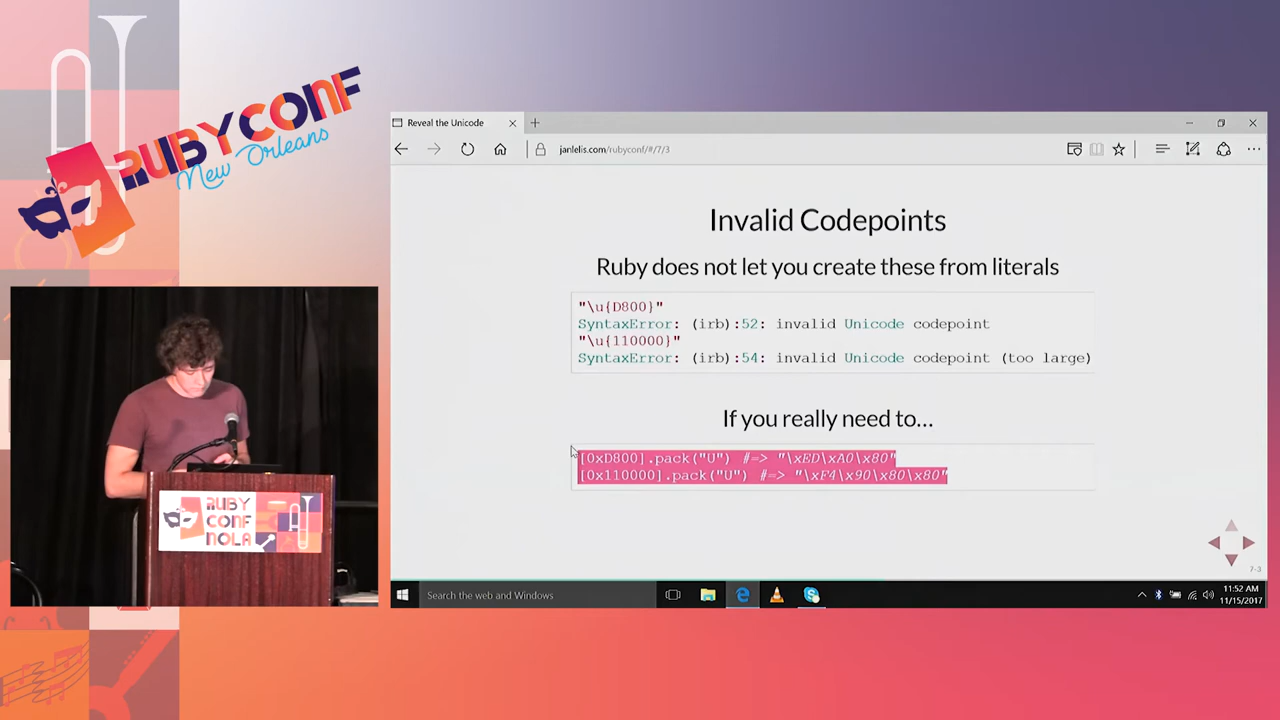 RUBYCONF
New Orleans
Reveal the Unicode
janlelis.com/rubyconf/#/7/3
Invalid Codepoints
Ruby does not let you create these from literals
"\u{D800}"
SyntaxError: (irb):52: invalid Unicode codepoint
"\u{110000}"
SyntaxError: (irb):54: invalid Unicode codepoint (too large)
If you really need to...
[0xD800].pack("U") #=> "\xED\xA0\x80"
[0x110000].pack("U") #=> "\xF4\x90\x80\x80"
7-3
Search the web and Windows
11:52 AM
11/15/2017
RUBY
CONF
NOLA